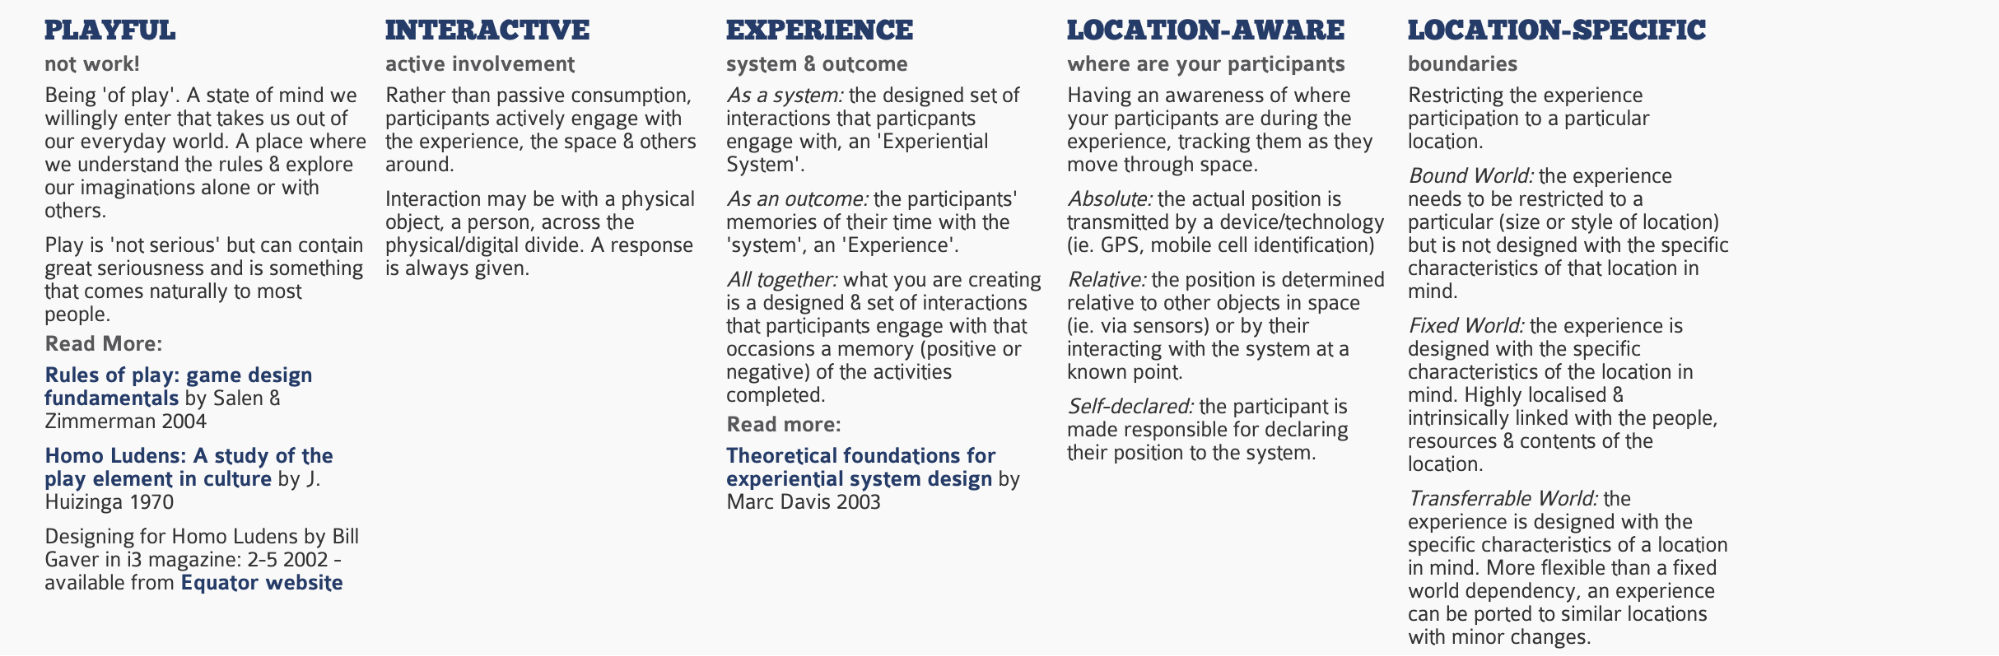 PLAYFUL
not work!
Being 'of play'. A state of mind we
willingly enter that takes us out of
our everyday world. A place where
we understand the rules & explore
our imaginations alone or with
others.
Play is 'not serious' but can contain
great seriousness and is something
that comes naturally to most
people.
Read More:
Rules of play: game design
fundamentals by Salen &
Zimmerman 2004
Homo Ludens: A study of the
play element in culture by J.
Huizinga 1970
Designing for Homo Ludens by Bill
Gaver in i3 magazine: 2-5 2002 -
available from Equator website
INTERACTIVE
active involvement
Rather than passive consumption,
participants actively engage with
the experience, the space & others
around.
Interaction may be with a physical
object, a person, across the
physical/digital divide. A response
is always given.
EXPERIENCE
system & outcome
As a system: the designed set of
interactions that particpants
engage with, an 'Experiential
System'.
As an outcome: the participants'
memories of their time with the
'system', an 'Experience'.
All together: what you are creating
is a designed & set of interactions
that participants engage with that
occasions a memory (positive or
negative) of the activities
completed.
Read more:
Theoretical foundations for
experiential system design by
Marc Davis 2003
LOCATION-AWARE
where are your participants
Having an awareness of where
your participants are during the
experience, tracking them as they
move through space.
Absolute: the actual position is
transmitted by a device/technology
(ie. GPS, mobile cell identification)
Relative: the position is determined
relative to other objects in space
(ie. via sensors) or by their
interacting with the system at a
known point.
Self-declared: the participant is
made responsible for declaring
their position to the system.
LOCATION-SPECIFIC
boundaries
Restricting the experience
participation to a particular
location.
Bound World: the experience
needs to be restricted to a
particular (size or style of location)
but is not designed with the specific
characteristics of that location in
mind.
Fixed World: the experience is
designed with the specific
characteristics of the location in
mind. Highly localised &
intrinsically linked with the people,
resources & contents of the
location.
Transferrable World: the
experience is designed with the
specific characteristics of a location
in mind. More flexible than a fixed
world dependency, an experience
can be ported to similar locations
with minor changes.